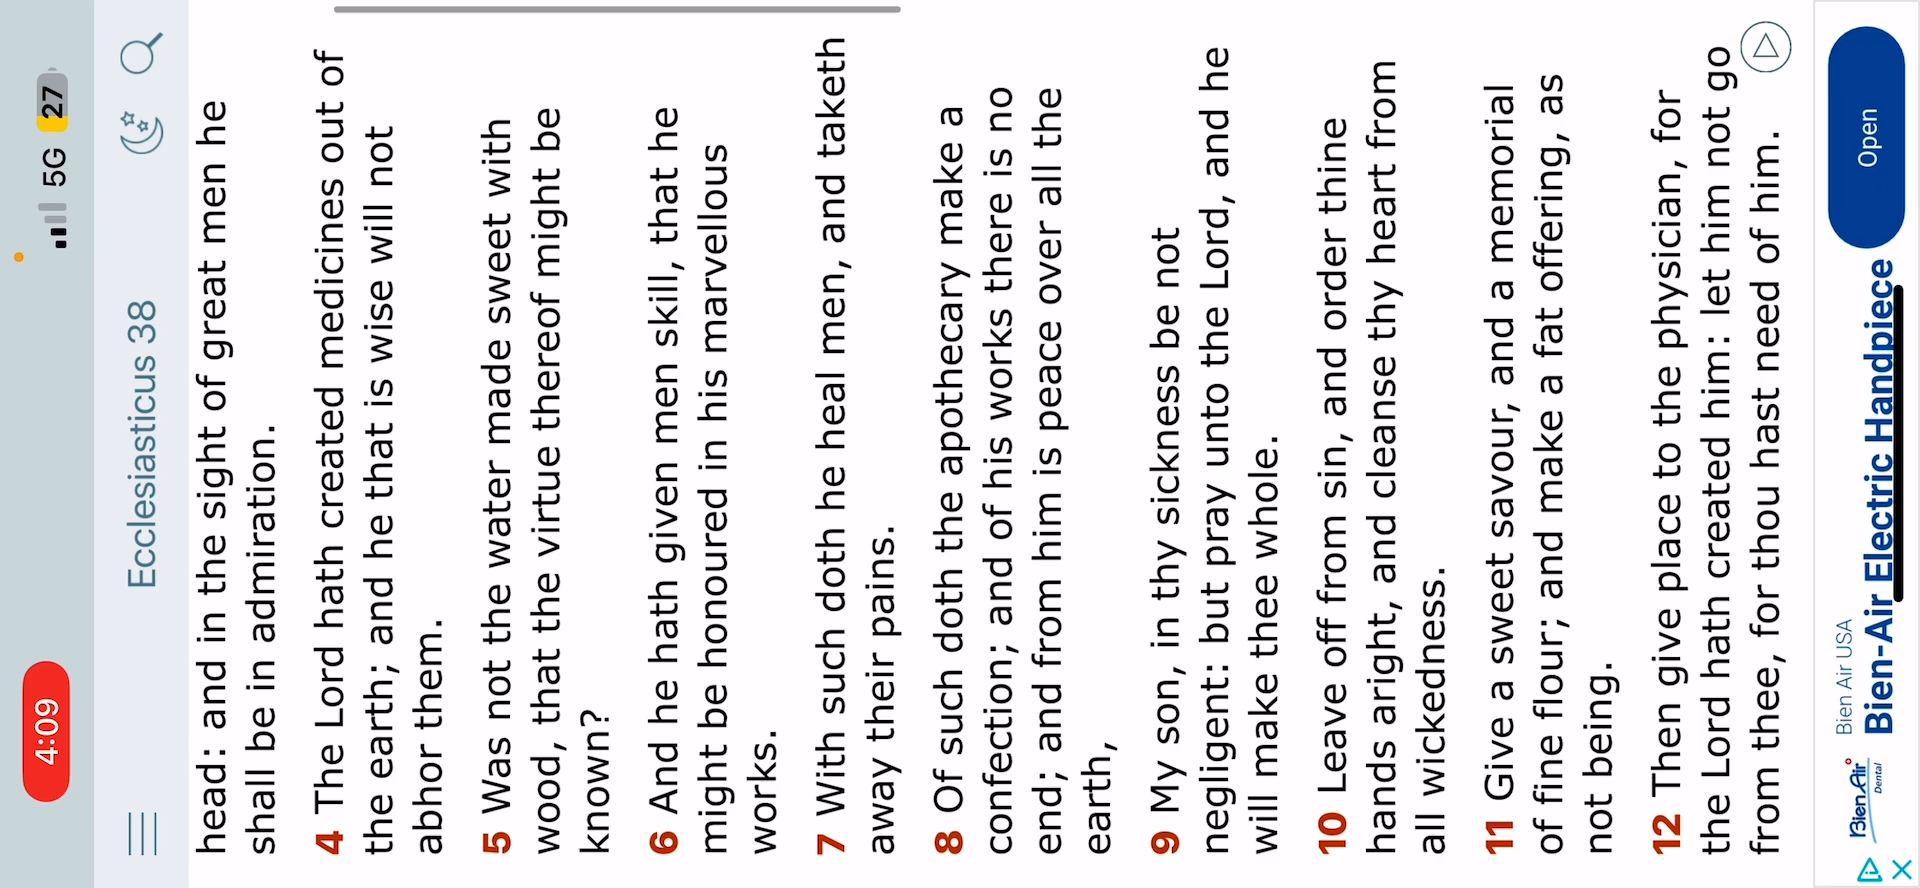 4:09
5G 27
Ecclesiasticus 38
head: and in the sight of great men he
shall be in admiration.
4 The Lord hath created medicines out of
the earth; and he that is wise will not
abhor them.
5 Was not the water made sweet with
wood, that the virtue thereof might be
known?
6 And he hath given men skill, that he
might be honoured in his marvellous
works.
7 With such doth he heal men, and taketh
away their pains.
8 Of such doth the apothecary make a
confection; and of his works there is no
end; and from him is peace over all the
earth,
9 My son, in thy sickness be not
negligent: but pray unto the Lord, and he
will make thee whole.
10 Leave off from sin, and order thine
hands aright, and cleanse thy heart from
all wickedness.
11 Give a sweet savour, and a memorial
of fine flour; and make a fat offering, as
not being.
12 Then give place to the physician, for
the Lord hath created him: let him not go
from thee, for thou hast need of him.
BienAir
Dental
Bien Air USA
Bien-Air Electric Handpiece
Open